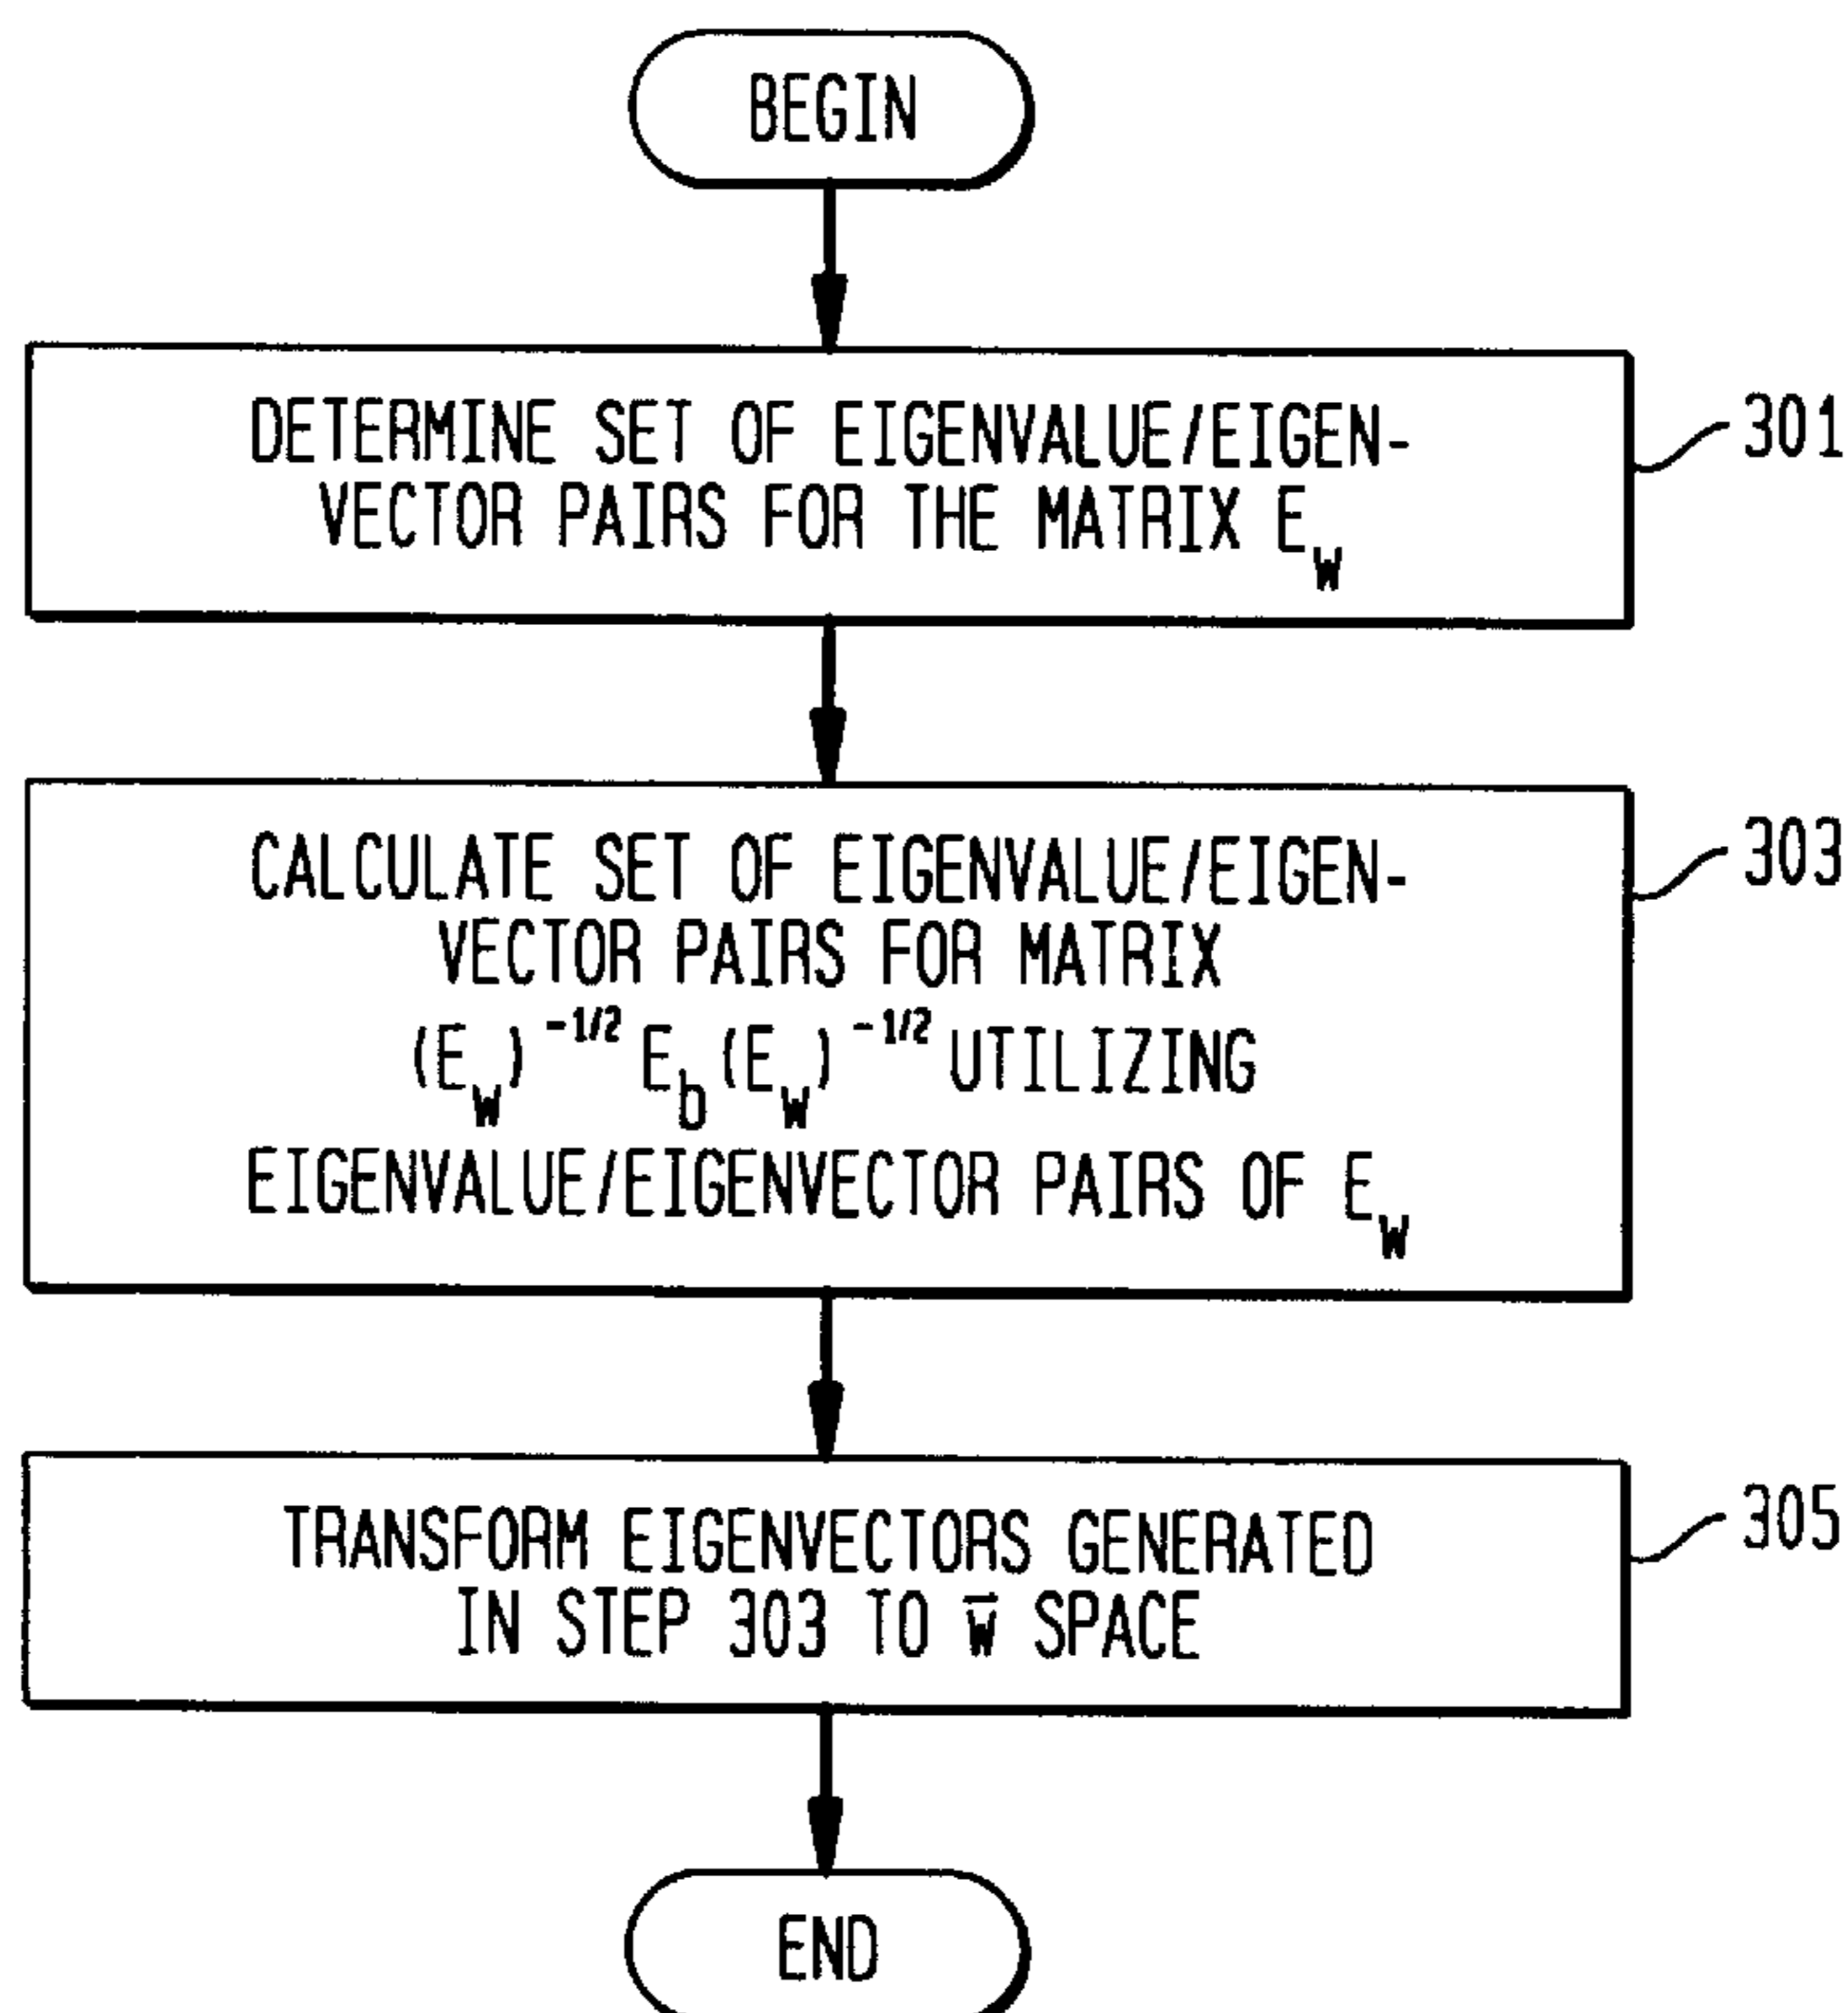 BEGIN
DETERMINE SET OF EIGENVALUE/EIGEN-
VECTOR PAIRS FOR THE MATRIX E_W
301
CALCULATE SET OF EIGENVALUE/EIGEN-
VECTOR PAIRS FOR MATRIX
(E_W)^{-1/2} E_b (E_W)^{-1/2} UTILIZING
EIGENVALUE/EIGENVECTOR PAIRS OF E_W
303
TRANSFORM EIGENVECTORS GENERATED
IN STEP 303 TO w̅ SPACE
305
END